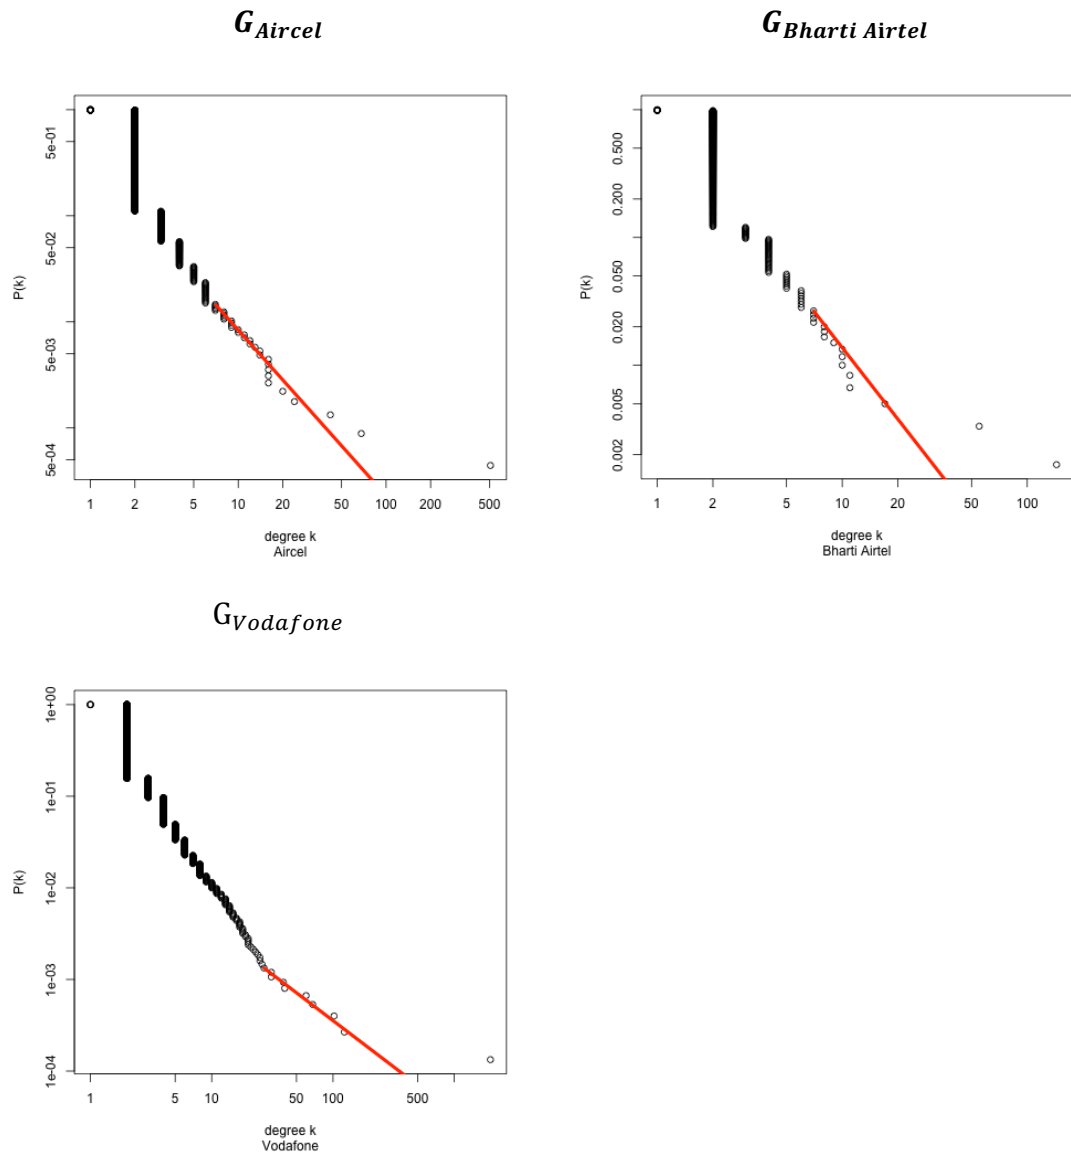 G_Aircel
G_Bharti Airtel
5e-01
5e-02
5e-03
5e-04
P(k)
1 2 5 10 20 50 100 200 500
degree k
Aircel
0.500
0.200
0.050
0.020
0.005
0.002
P(k)
1 2 5 10 20 50 100
degree k
Bharti Airtel
G_Vodafone
1e+00
1e-01
1e-02
1e-03
1e-04
P(k)
1 5 10 50 100 500
degree k
Vodafone